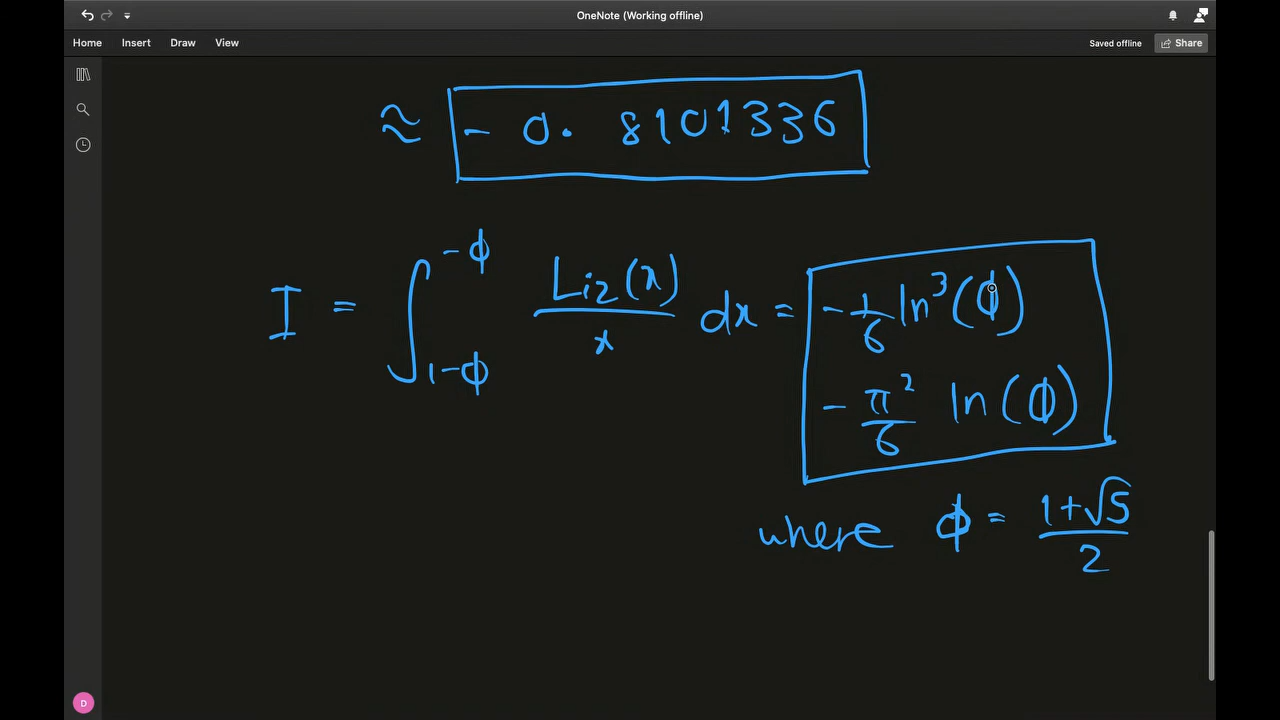 OneNote (Working offline)
Home Insert Draw View
Saved offline Share
≈ - 0.8101336
I = ∫_{1-ϕ}^{-ϕ} Li₂(x)/x dx = -1/6 ln³(ϕ)
- π²/6 ln(ϕ)
where ϕ = (1+√5)/2
D